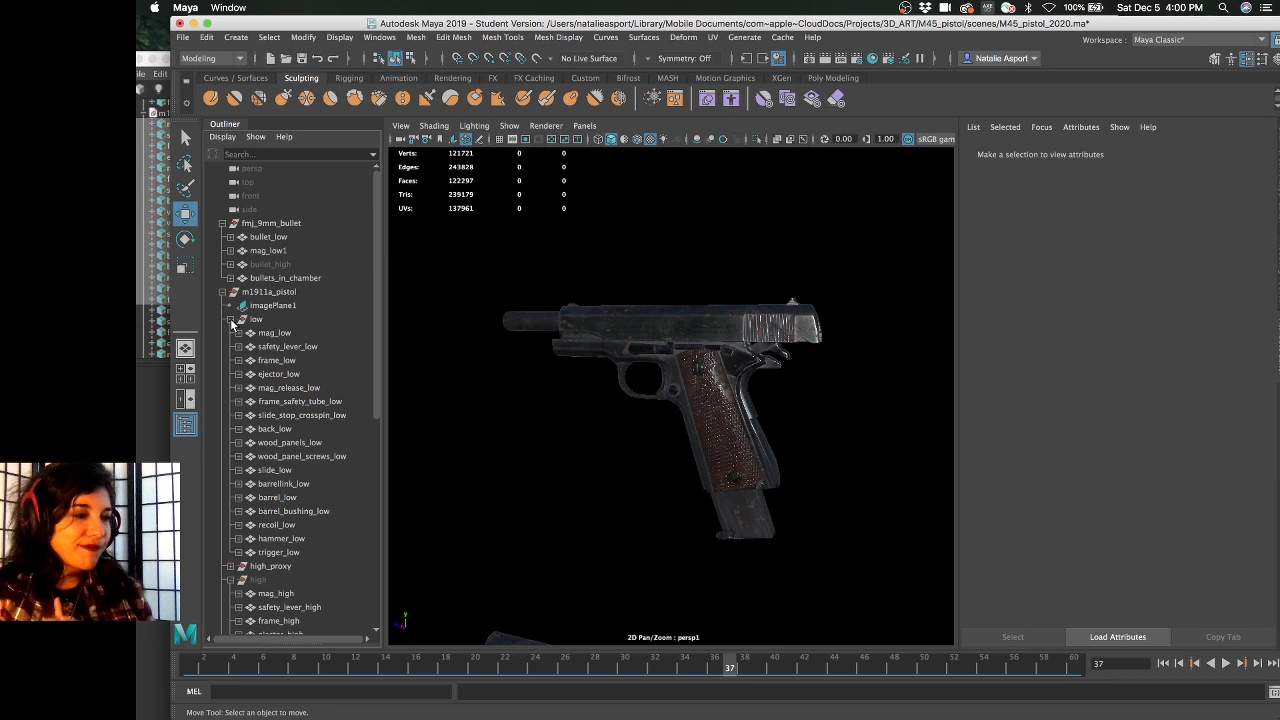 Maya Window
Sat Dec 5 4:00 PM
100%
Autodesk Maya 2019 - Student Version: /Users/natalieasport/Library/Mobile Documents/com~apple~CloudDocs/Projects/3D_ART/M45_pistol/scenes/M45_pistol_2020.ma*
File Edit Create Select Modify Display Windows Mesh Edit Mesh Mesh Tools Mesh Display Curves Surfaces Deform UV Generate Cache Help
Workspace : Maya Classic*
Modeling
No Live Surface
Symmetry: Off
Natalie Asport
Curves / Surfaces Sculpting Rigging Animation Rendering FX FX Caching Custom Bifrost MASH Motion Graphics XGen Poly Modeling
Outliner
Display Show Help
Search...
persp
top
front
side
fmj_9mm_bullet
bullet_low
mag_low1
bullet_high
bullets_in_chamber
m1911a_pistol
imagePlane1
low
mag_low
safety_lever_low
frame_low
ejector_low
mag_release_low
frame_safety_tube_low
slide_stop_crosspin_low
back_low
wood_panels_low
wood_panel_screws_low
slide_low
barrellink_low
barrel_low
barrel_bushing_low
recoil_low
hammer_low
trigger_low
high_proxy
high
mag_high
safety_lever_high
frame_high
View Shading Lighting Show Renderer Panels
0.00 1.00 sRGB gam
Verts: 121721 0 0
Edges: 243828 0 0
Faces: 122297 0 0
Tris: 239179 0 0
UVs: 137961 0 0
y
2D Pan/Zoom : persp1
List Selected Focus Attributes Show Help
Make a selection to view attributes
Select Load Attributes Copy Tab
2 4 6 8 10 12 14 16 18 20 22 24 26 28 30 32 34 36 37 38 40 42 44 46 48 50 52 54 56 58 60
37
MEL
Move Tool: Select an object to move.